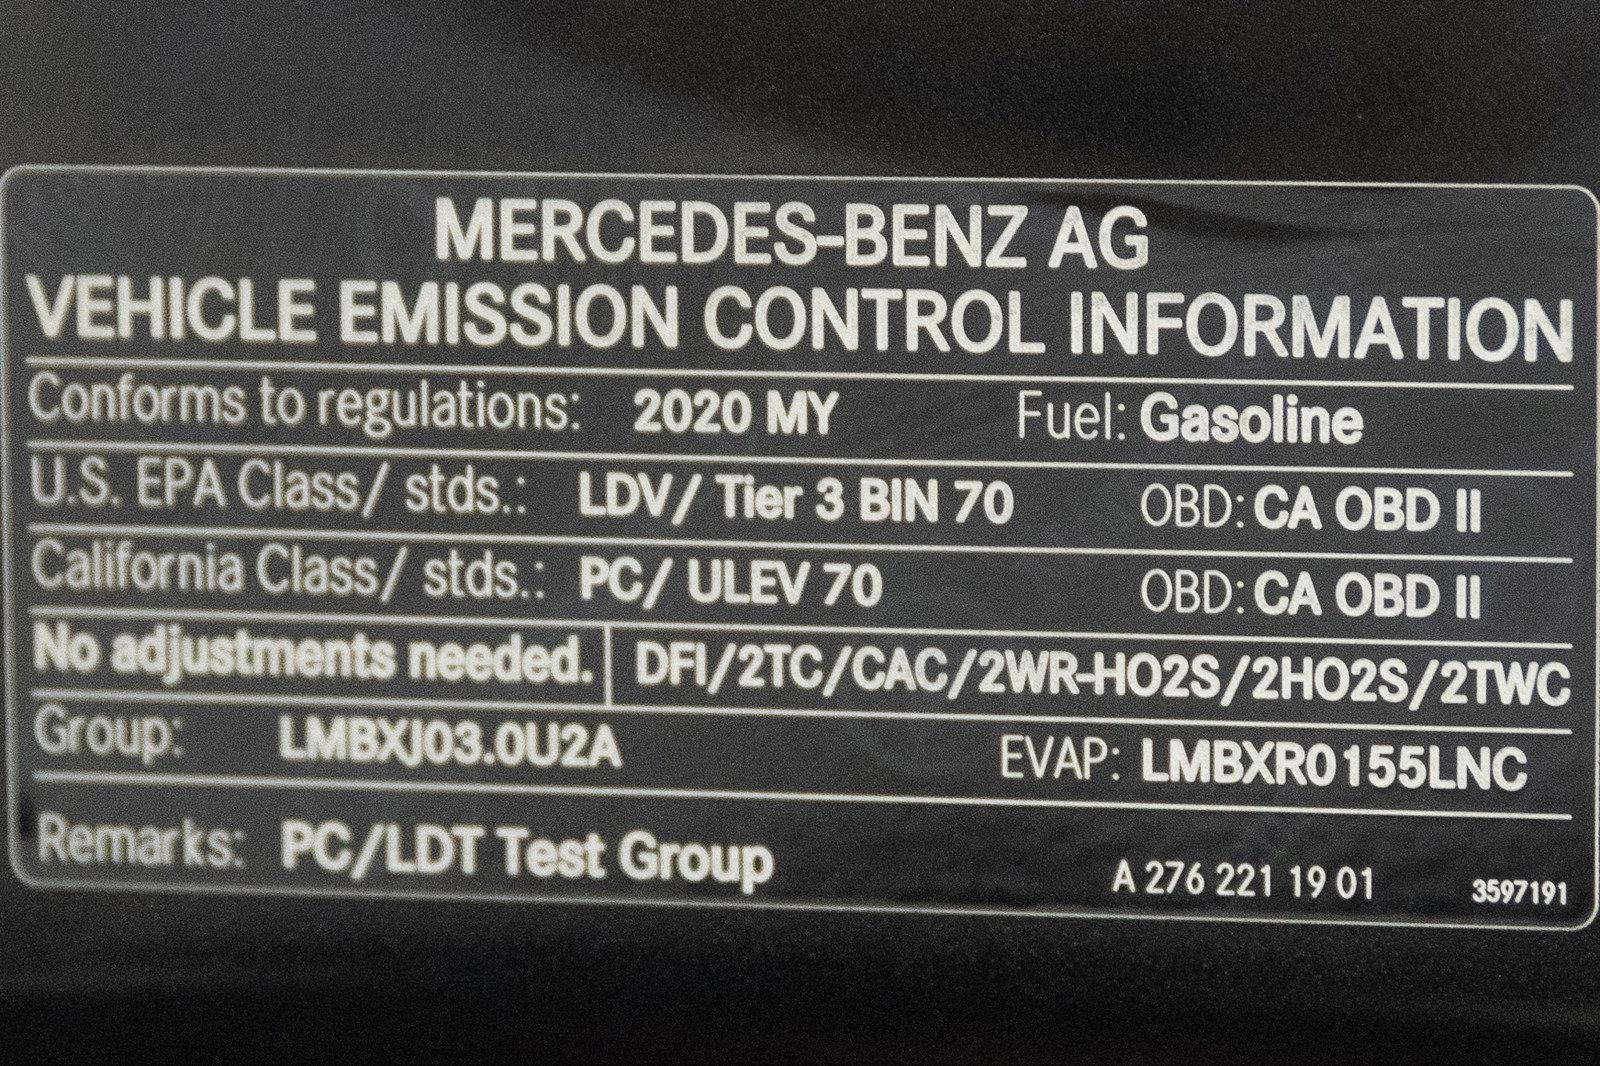 MERCEDES-BENZ AG
VEHICLE EMISSION CONTROL INFORMATION
Conforms to regulations: 2020 MY Fuel: Gasoline
U.S. EPA Class/ stds.: LDV/ Tier 3 BIN 70 OBD: CA OBD II
California Class/ stds.: PC/ ULEV 70 OBD: CA OBD II
No adjustments needed. DFI/2TC/CAC/2WR-HO2S/2HO2S/2TWC
Group: LMBXJ03.0U2A EVAP: LMBXR0155LNC
Remarks: PC/LDT Test Group A 276 221 19 01 3597191